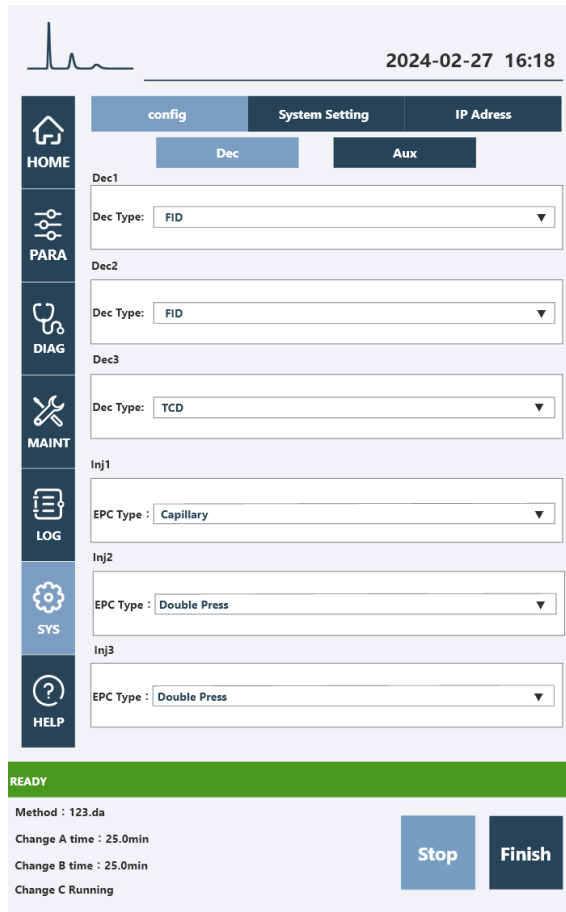 2024-02-27 16:18
config System Setting IP Adress
Dec Aux
HOME
PARA
DIAG
MAINT
LOG
SYS
HELP
Dec1
Dec Type: FID
Dec2
Dec Type: FID
Dec3
Dec Type: TCD
Inj1
EPC Type：Capillary
Inj2
EPC Type：Double Press
Inj3
EPC Type：Double Press
READY
Method：123.da
Change A time：25.0min
Change B time：25.0min
Change C Running
Stop Finish